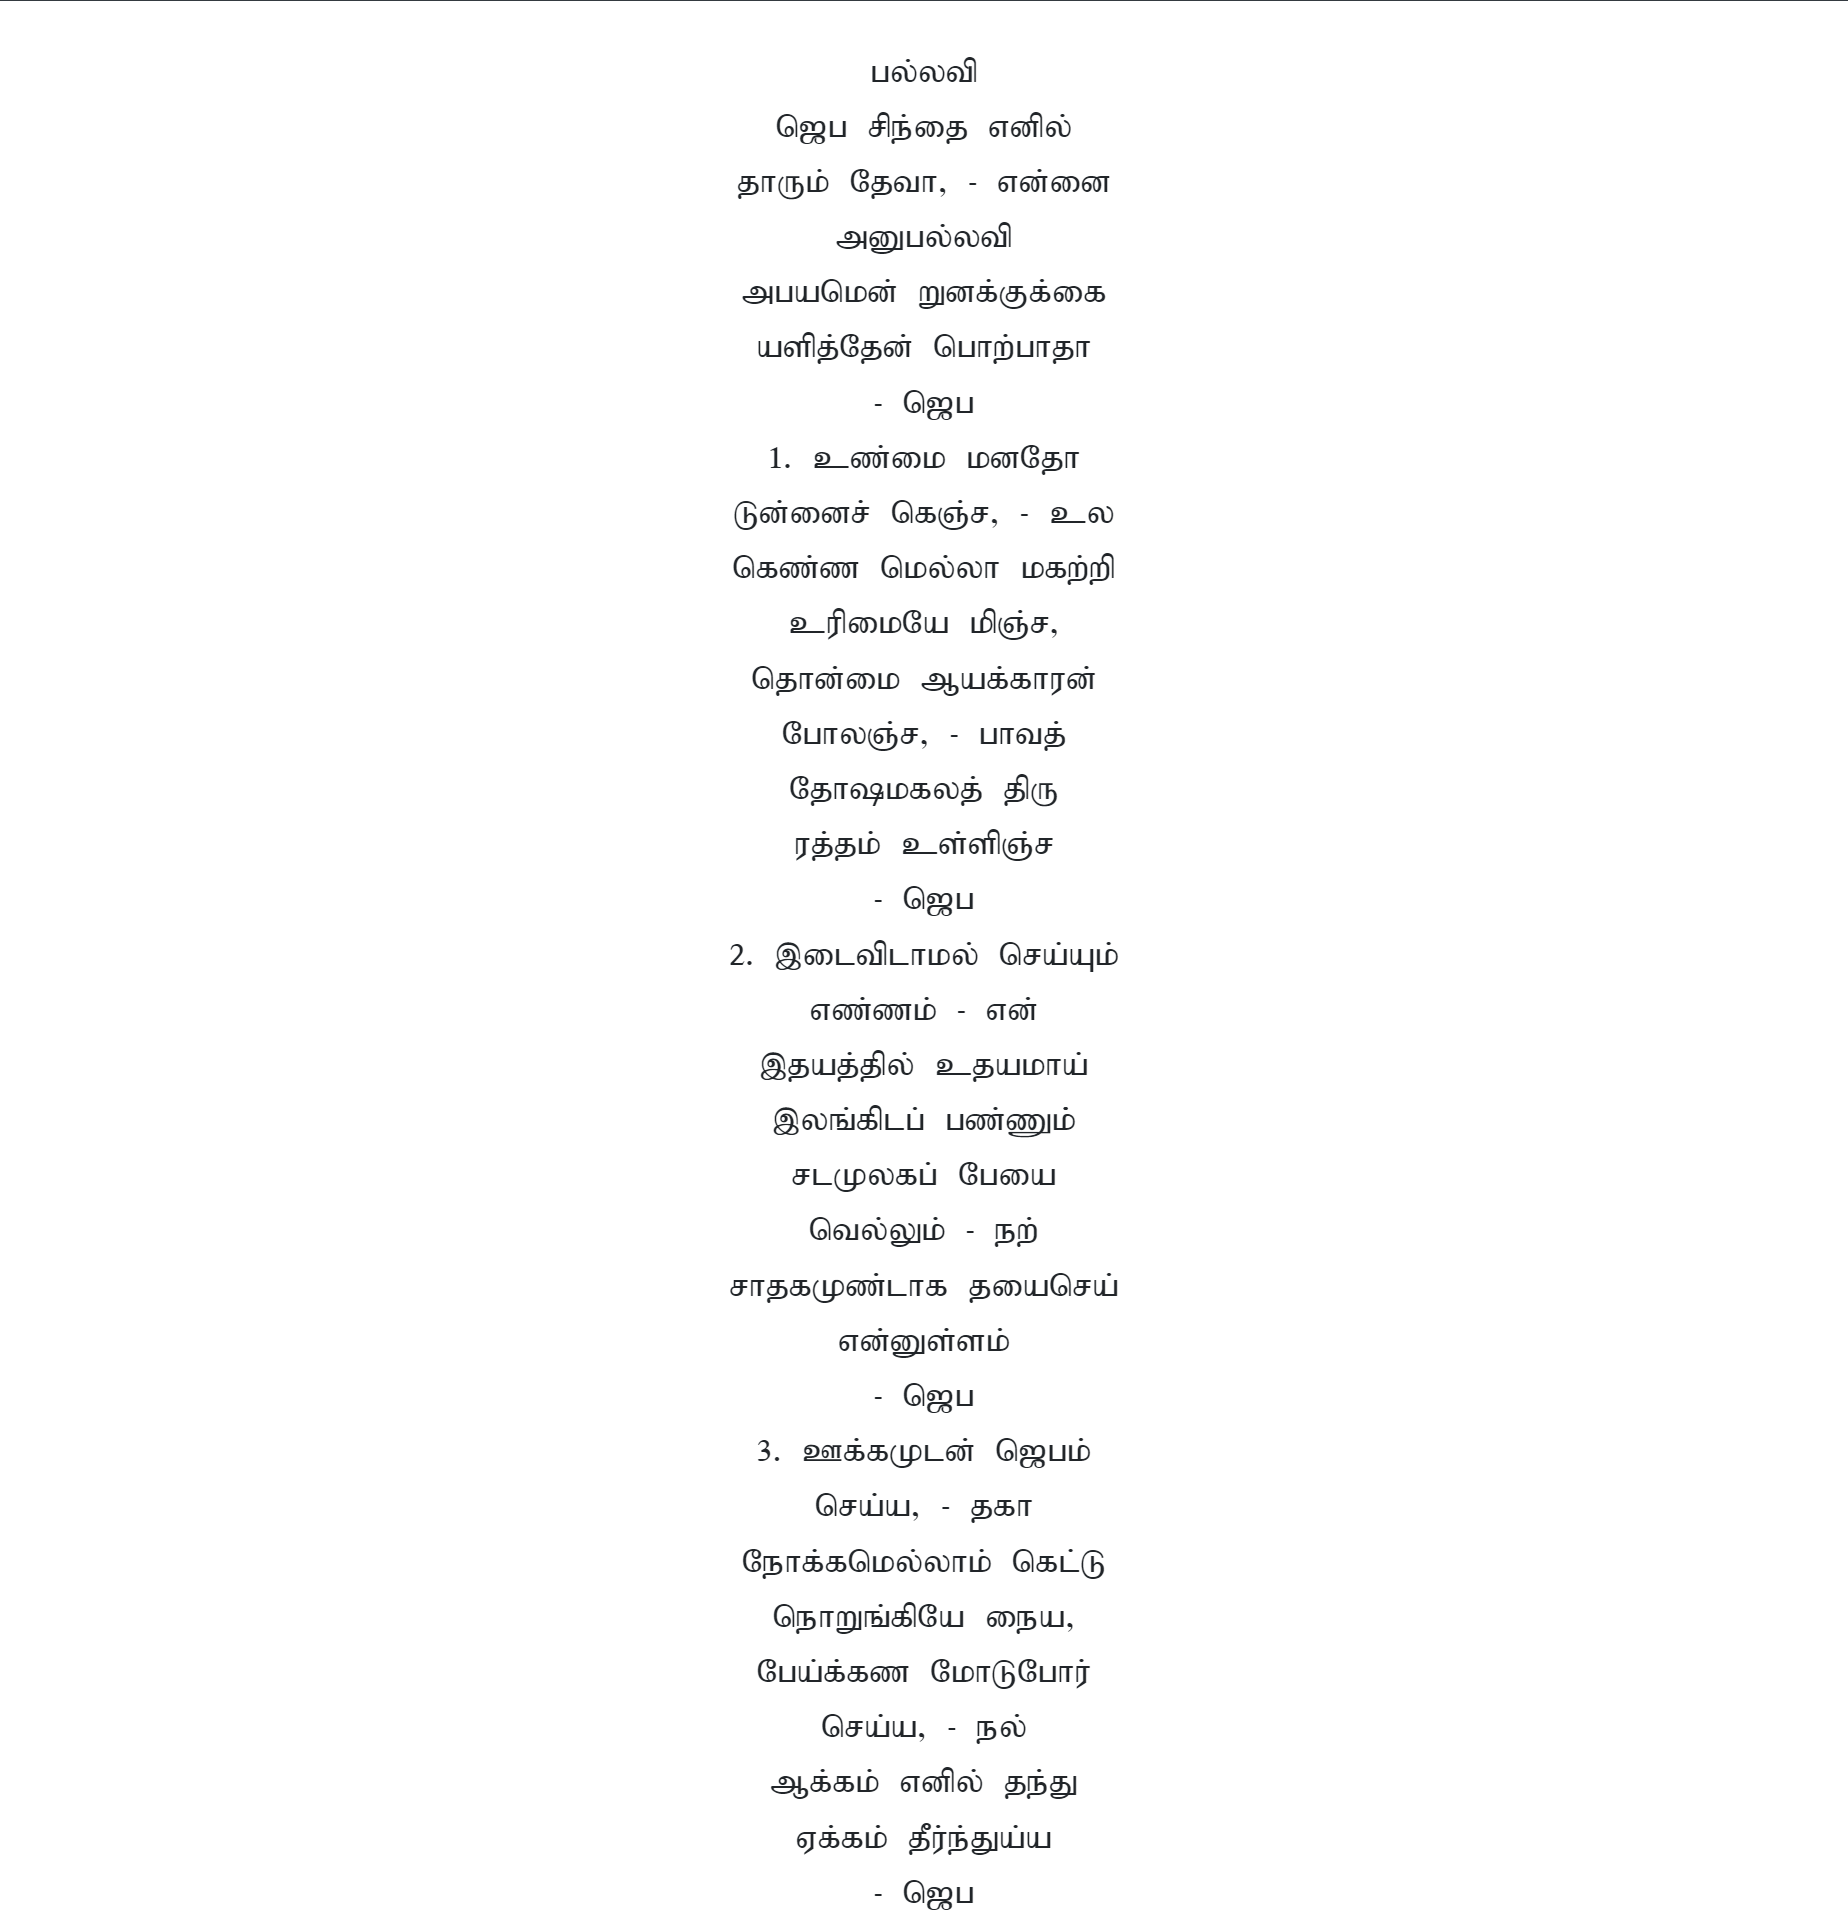 பல்லவி
ஜெப சிந்தை எனில்
தாரும் தேவா, - என்னை
அனுபல்லவி
அபயமென் றுனக்குக்கை
யளித்தேன் பொற்பாதா
- ஜெப
1. உண்மை மனதோ
டுன்னைச் கெஞ்ச, - உல
கெண்ண மெல்லா மகற்றி
உரிமையே மிஞ்ச,
தொன்மை ஆயக்காரன்
போலஞ்ச, - பாவத்
தோஷமகலத் திரு
ரத்தம் உள்ளிஞ்ச
- ஜெப
2. இடைவிடாமல் செய்யும்
எண்ணம் - என்
இதயத்தில் உதயமாய்
இலங்கிடப் பண்ணும்
சடமுலகப் பேயை
வெல்லும் - நற்
சாதகமுண்டாக தயைசெய்
என்னுள்ளம்
- ஜெப
3. ஊக்கமுடன் ஜெபம்
செய்ய, - தகா
நோக்கமெல்லாம் கெட்டு
நொறுங்கியே நைய,
பேய்க்கண மோடுபோர்
செய்ய, - நல்
ஆக்கம் எனில் தந்து
ஏக்கம் தீர்ந்துய்ய
- ஜெப